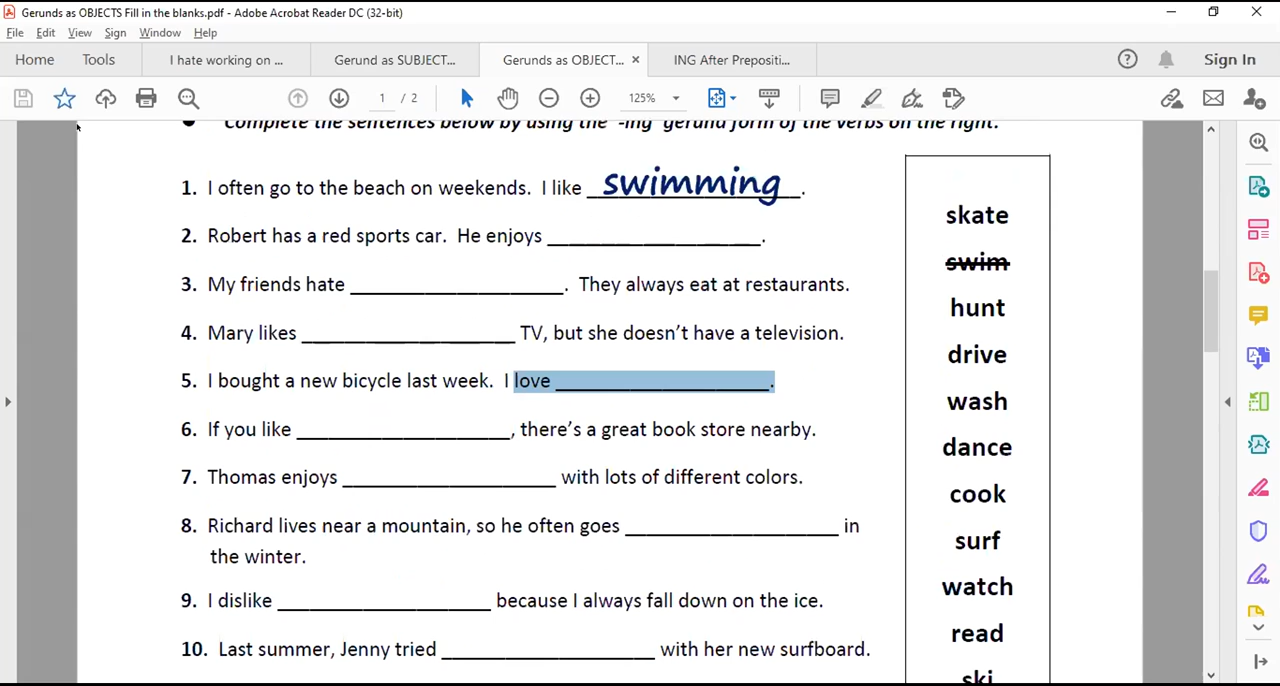 Gerunds as OBJECTS Fill in the blanks.pdf - Adobe Acrobat Reader DC (32-bit)
File Edit View Sign Window Help
Home Tools I hate working on ... Gerund as SUBJECT... Gerunds as OBJECT... × ING After Prepositi... Sign In
1 / 2 125%
Complete the sentences below by using the '-ing' gerund form of the verbs on the right.
1. I often go to the beach on weekends. I like swimming.
2. Robert has a red sports car. He enjoys ____________________.
3. My friends hate ____________________. They always eat at restaurants.
4. Mary likes ____________________ TV, but she doesn't have a television.
5. I bought a new bicycle last week. I love ____________________.
6. If you like ____________________, there's a great book store nearby.
7. Thomas enjoys ____________________ with lots of different colors.
8. Richard lives near a mountain, so he often goes ____________________ in
the winter.
9. I dislike ____________________ because I always fall down on the ice.
10. Last summer, Jenny tried ____________________ with her new surfboard.
skate
swim
hunt
drive
wash
dance
cook
surf
watch
read
ski